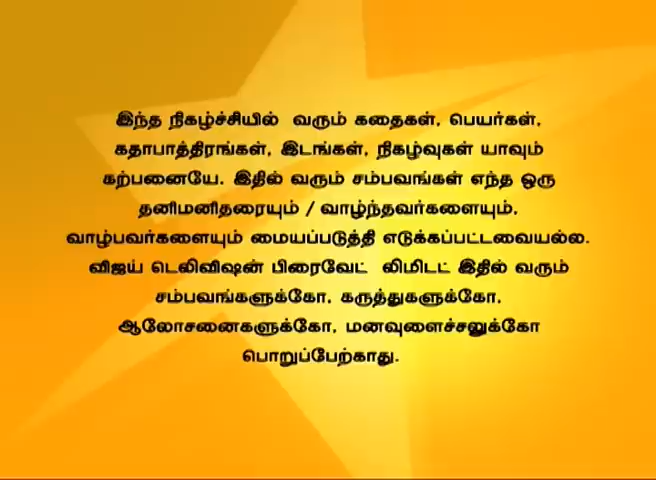 இந்த நிகழ்ச்சியில் வரும் கதைகள், பெயர்கள்,
கதாபாத்திரங்கள், இடங்கள், நிகழ்வுகள் யாவும்
கற்பனையே. இதில் வரும் சம்பவங்கள் எந்த ஒரு
தனிமனிதரையும் / வாழ்ந்தவர்களையும்,
வாழ்பவர்களையும் மையப்படுத்தி எடுக்கப்பட்டவையல்ல.
விஜய் டெலிவிஷன் பிரைவேட் லிமிடட் இதில் வரும்
சம்பவங்களுக்கோ, கருத்துகளுக்கோ,
ஆலோசனைகளுக்கோ, மனவுளைச்சலுக்கோ
பொறுப்பேற்காது.